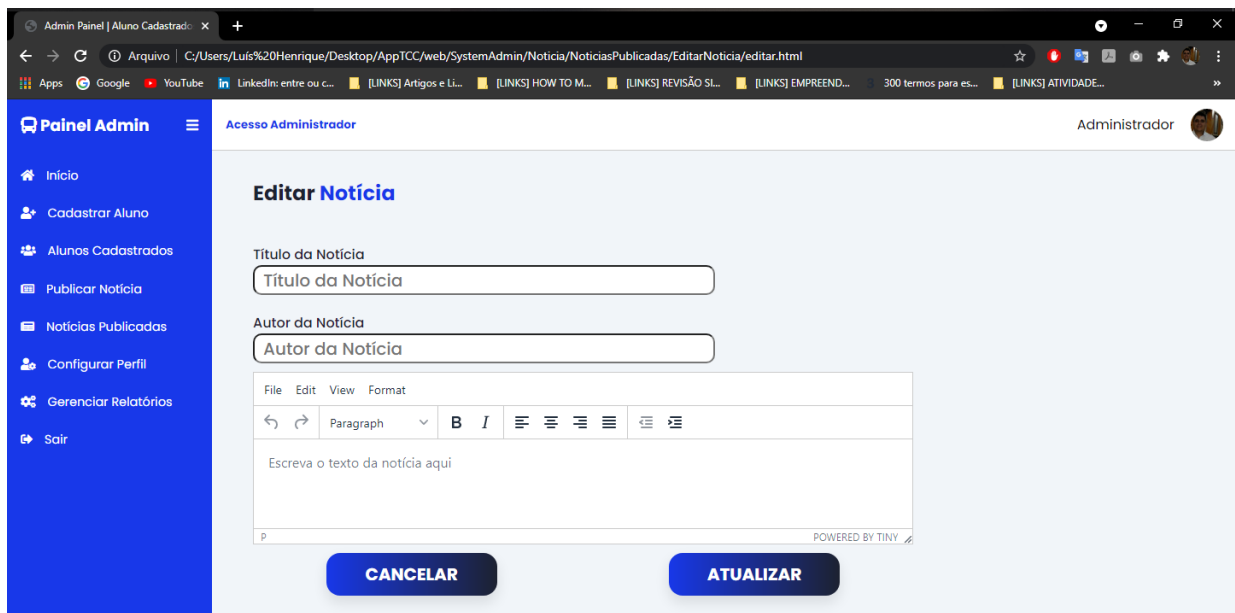 Admin Painel | Aluno Cadastrado
Arquivo C:/Users/Luís%20Henrique/Desktop/AppTCC/web/SystemAdmin/Noticia/NoticiasPublicadas/EditarNoticia/editar.html
Apps Google YouTube LinkedIn: entre ou c... [LINKS] Artigos e Li... [LINKS] HOW TO M... [LINKS] REVISÃO SI... [LINKS] EMPREEND... 300 termos para es... [LINKS] ATIVIDADE... »
Painel Admin Acesso Administrador Administrador
Início
Cadastrar Aluno
Alunos Cadastrados
Publicar Notícia
Notícias Publicadas
Configurar Perfil
Gerenciar Relatórios
Sair
Editar Notícia
Título da Notícia
Título da Notícia
Autor da Notícia
Autor da Notícia
File Edit View Format
Paragraph B I
Escreva o texto da notícia aqui
P POWERED BY TINY
CANCELAR ATUALIZAR